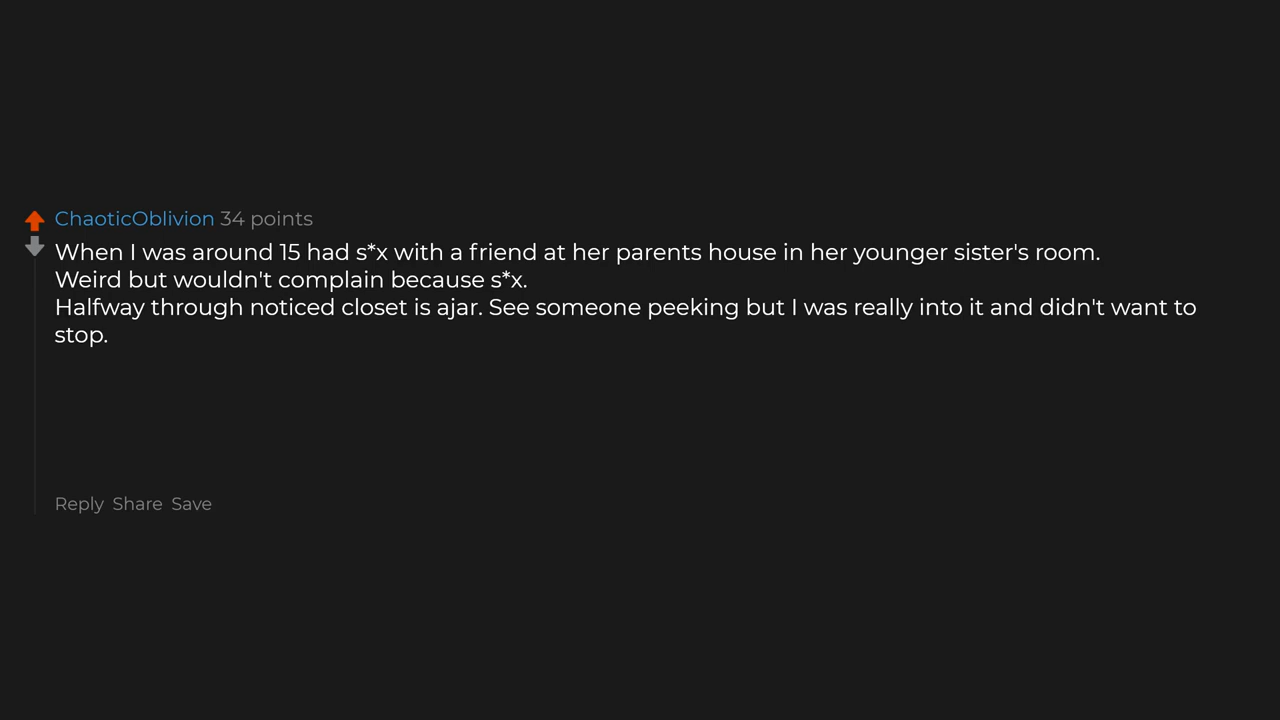 ChaoticOblivion 34 points
When I was around 15 had s*x with a friend at her parents house in her younger sister's room.
Weird but wouldn't complain because s*x.
Halfway through noticed closet is ajar. See someone peeking but I was really into it and didn't want to
stop.
Reply Share Save